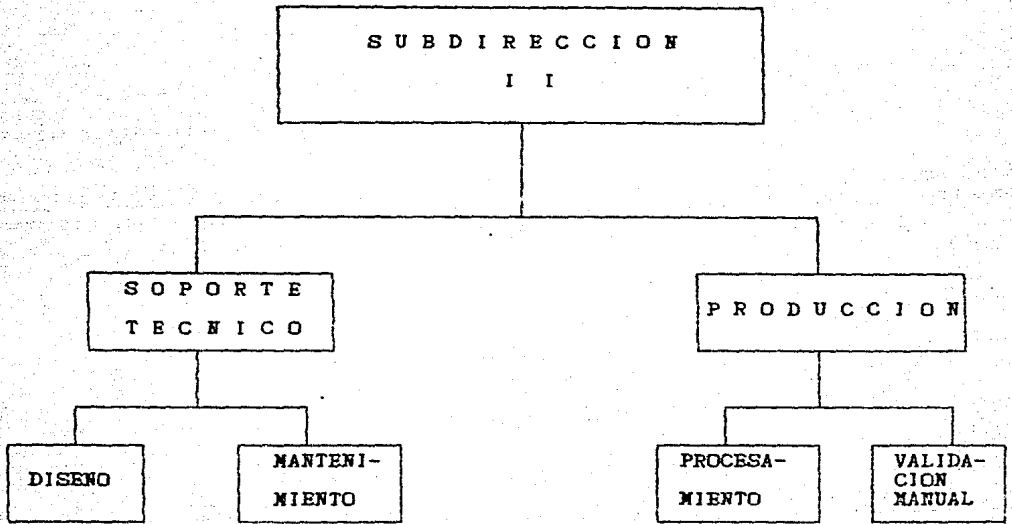 S U B D I R E C C I O N
I I
S O P O R T E
T E C N I C O
P R O D U C C I O N
DISENO
MANTENI-
MIENTO
PROCESA-
MIENTO
VALIDA-
CION
MANUAL